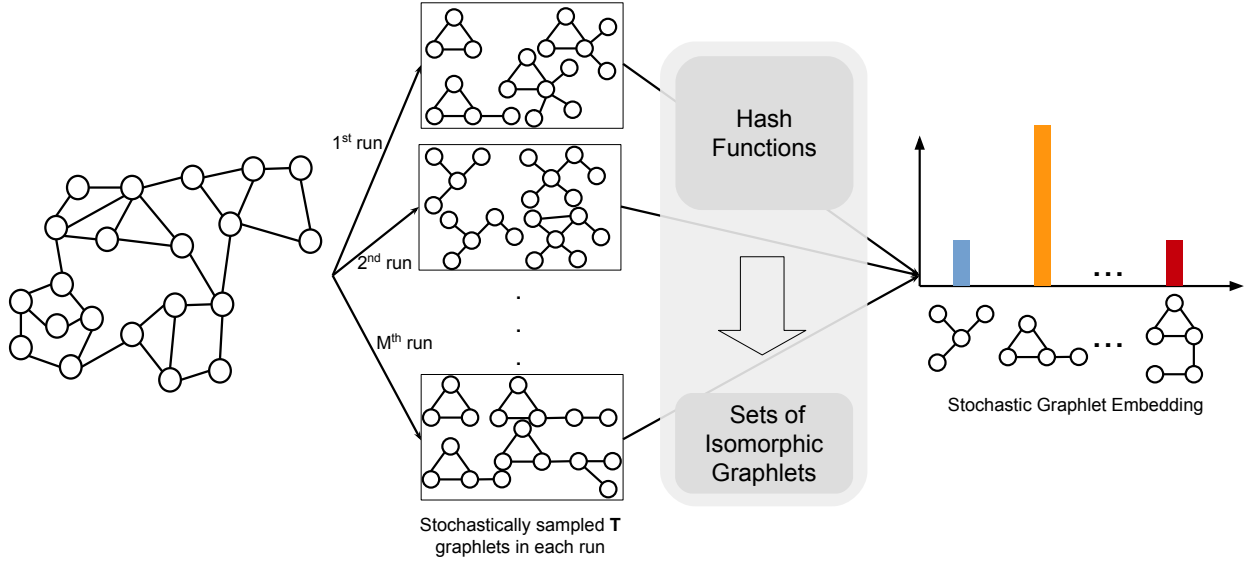 1st run
2nd run
.
.
.
Mth run
Stochastically sampled T
graphlets in each run
Hash
Functions
Sets of
Isomorphic
Graphlets
...
...
Stochastic Graphlet Embedding